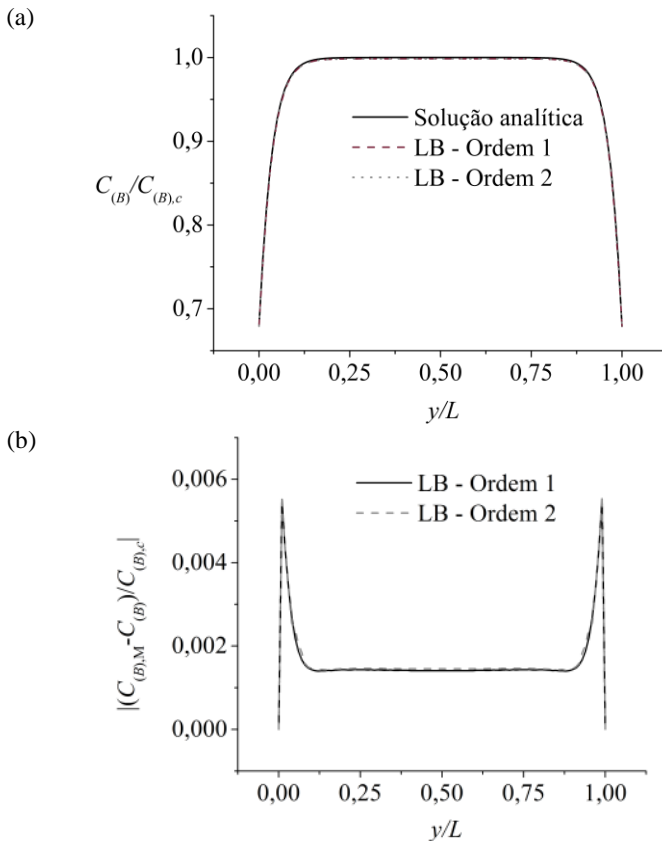 (a)
1,0
0,9
0,8
0,7
C(B)/C(B),c
Solução analítica
LB - Ordem 1
LB - Ordem 2
0,00 0,25 0,50 0,75 1,00
y/L
(b)
0,006
0,004
0,002
0,000
|(C(B),M-C(B))/C(B),c|
LB - Ordem 1
LB - Ordem 2
0,00 0,25 0,50 0,75 1,00
y/L